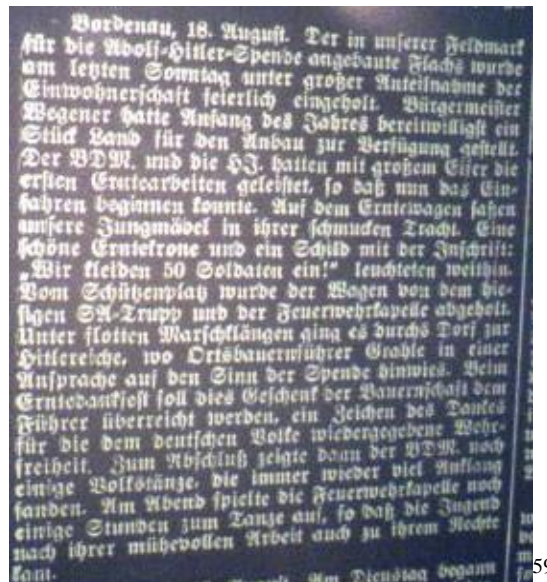 Bordenau, 18. August. Der in unserer Feldmark
für die Adolf-Hitler-Spende angebaute Flachs wurde
am letzten Sonntag unter großer Anteilnahme der
Einwohnerschaft feierlich eingeholt. Bürgermeister
Wegener hatte Anfang des Jahres bereitwilligst ein
Stück Land für den Anbau zur Verfügung gestellt.
Der BDM. und die HJ. hatten mit großem Eifer die
ersten Erntearbeiten geleistet, so daß nun das Ein-
fahren beginnen konnte. Auf dem Erntewagen saßen
unsere Jungmädel in ihrer schmucken Tracht. Eine
schöne Erntekrone und ein Schild mit der Inschrift:
„Wir kleiden 50 Soldaten ein!" leuchteten weithin.
Vom Schützenplatz wurde der Wagen von dem hie-
sigen SA-Trupp und der Feuerwehrkapelle abgeholt.
Unter flotten Marschklängen ging es durchs Dorf zur
Hitlereiche, wo Ortsbauernführer Grahle in einer
Ansprache auf den Sinn der Spende hinwies. Beim
Erntedankfest soll dies Geschenk der Bauernschaft dem
Führer überreicht werden, ein Zeichen des Dankes
für die dem deutschen Volke wiedergegebene Wehr-
freiheit. Zum Abschluß zeigte dann der BDM. noch
einige Volkstänze, die immer wieder viel Anklang
fanden. Am Abend spielte die Feuerwehrkapelle noch
einige Stunden zum Tanze auf, so daß die Jugend
nach ihrer mühevollen Arbeit auch zu ihrem Rechte
kam.
Am Dienstag begann
59